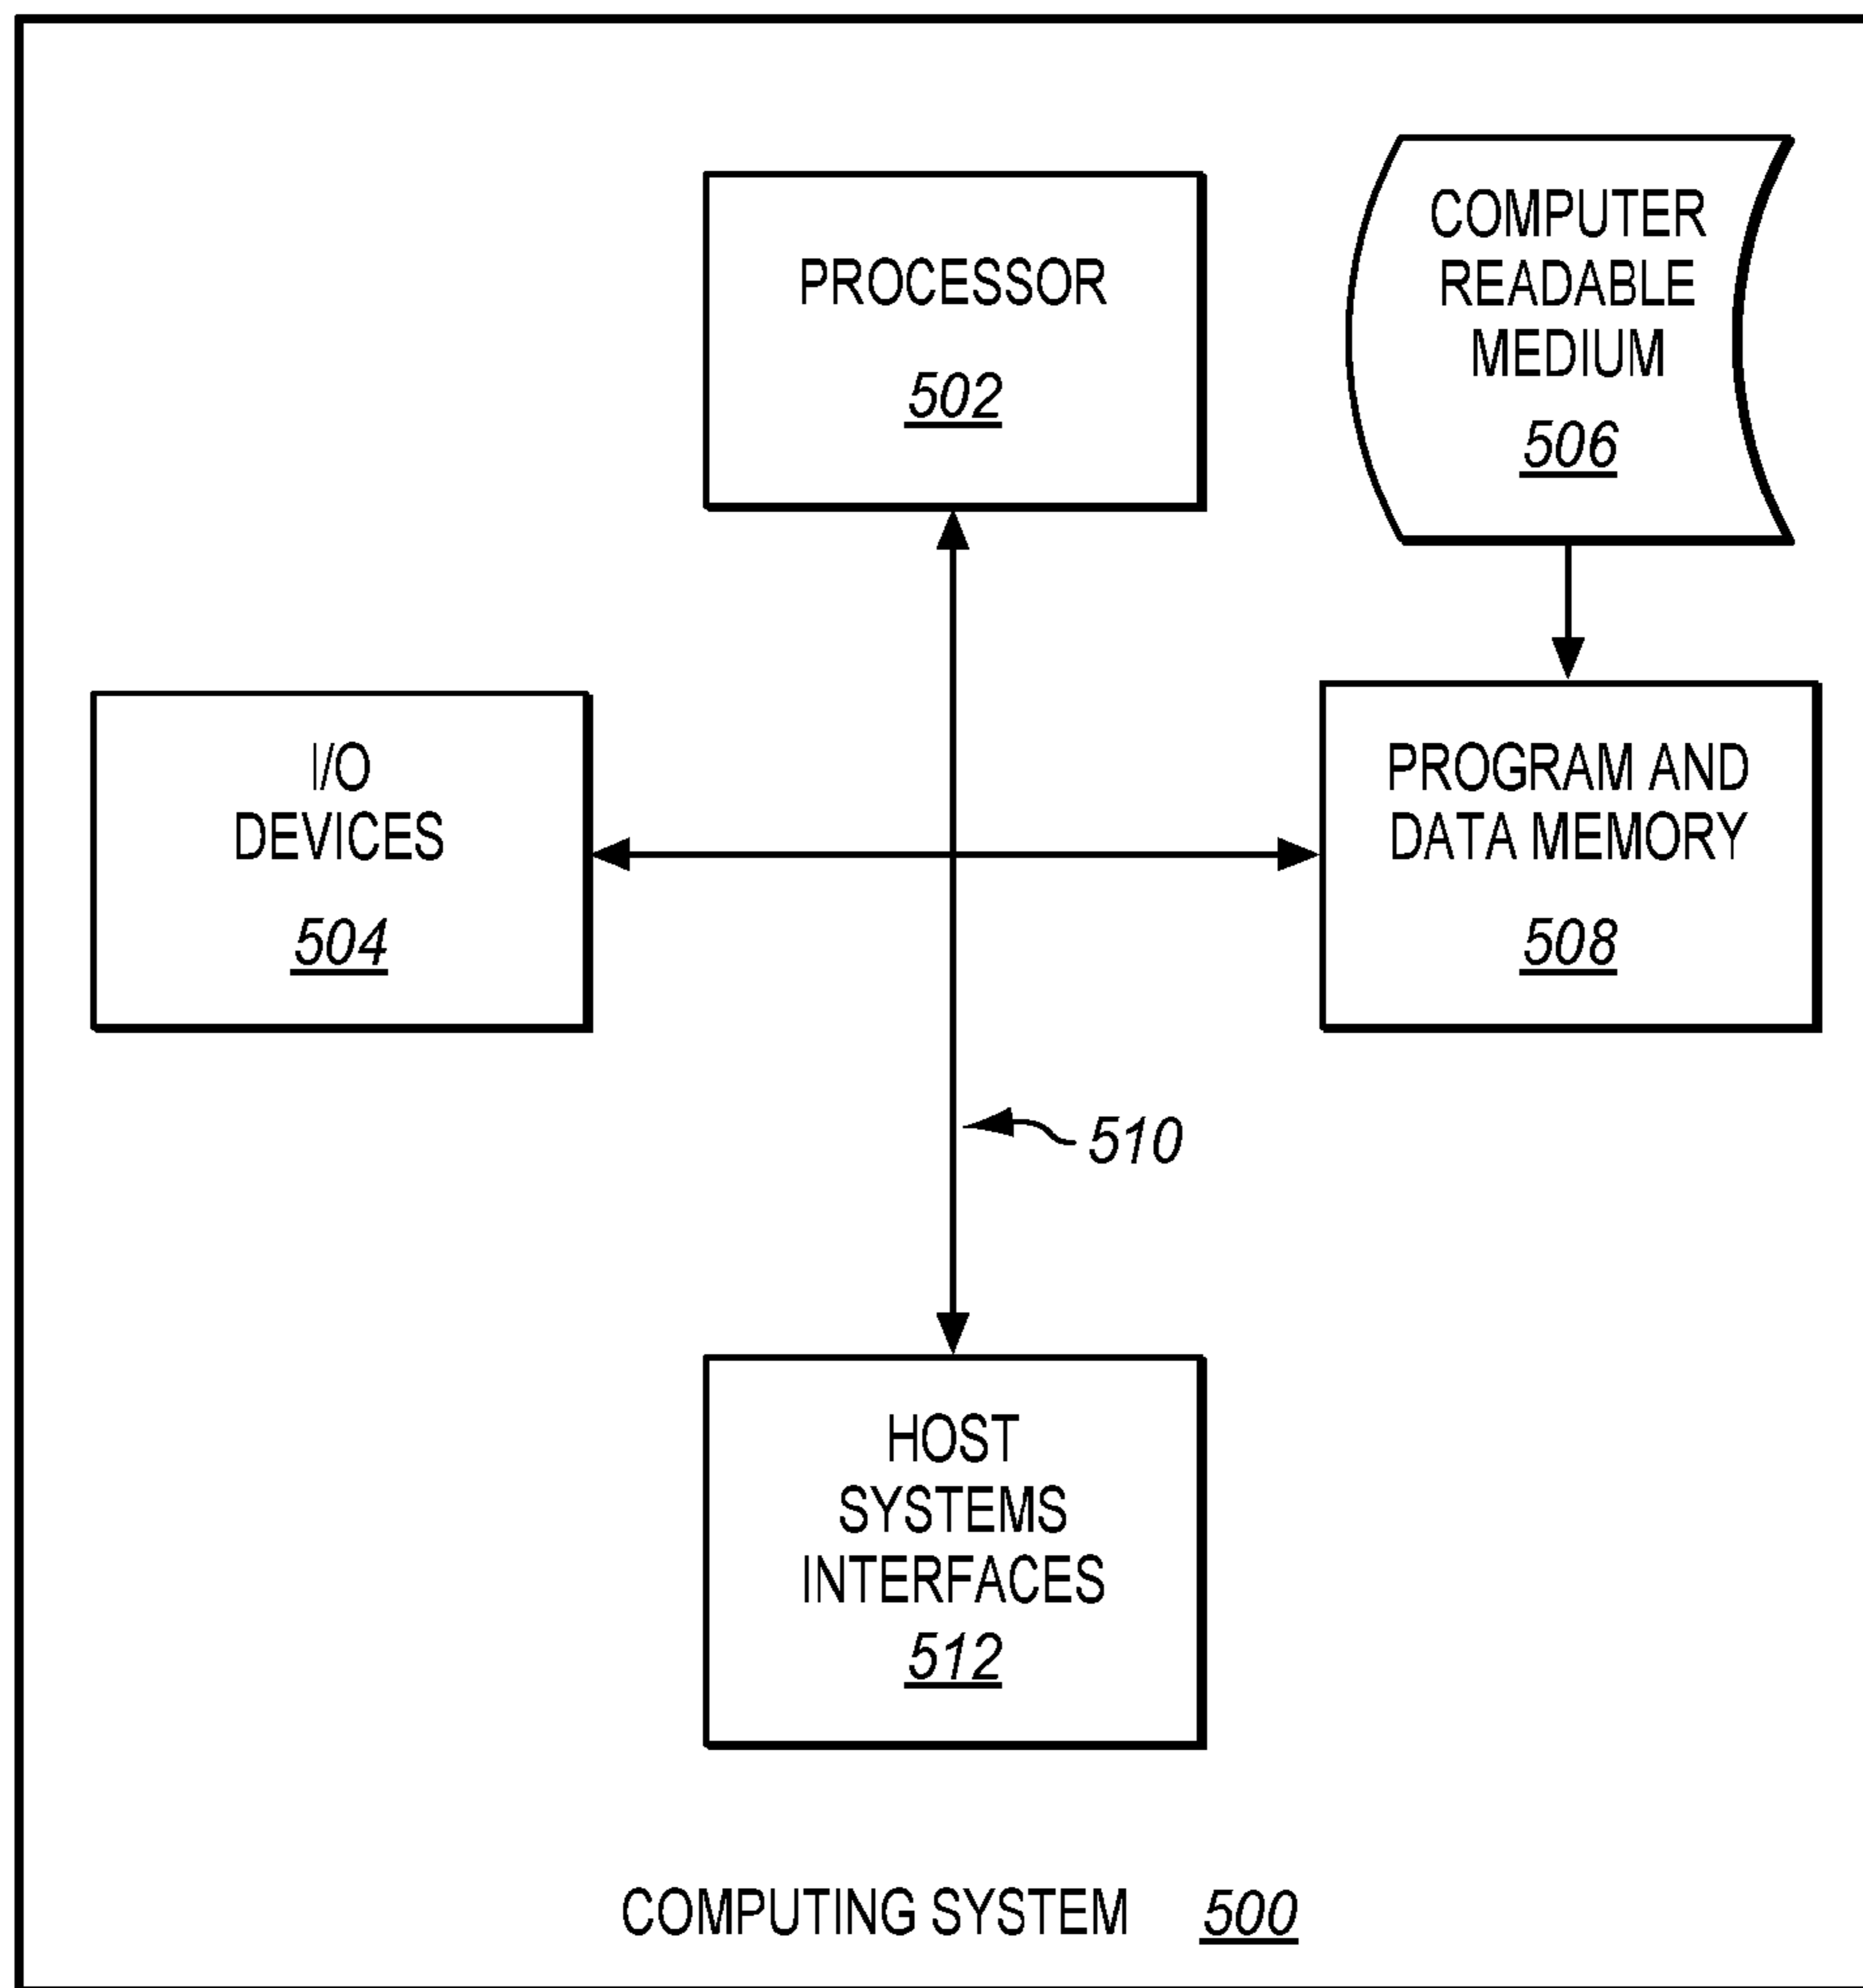 PROCESSOR
502
COMPUTER
READABLE
MEDIUM
506
I/O
DEVICES
504
PROGRAM AND
DATA MEMORY
508
510
HOST
SYSTEMS
INTERFACES
512
COMPUTING SYSTEM 500